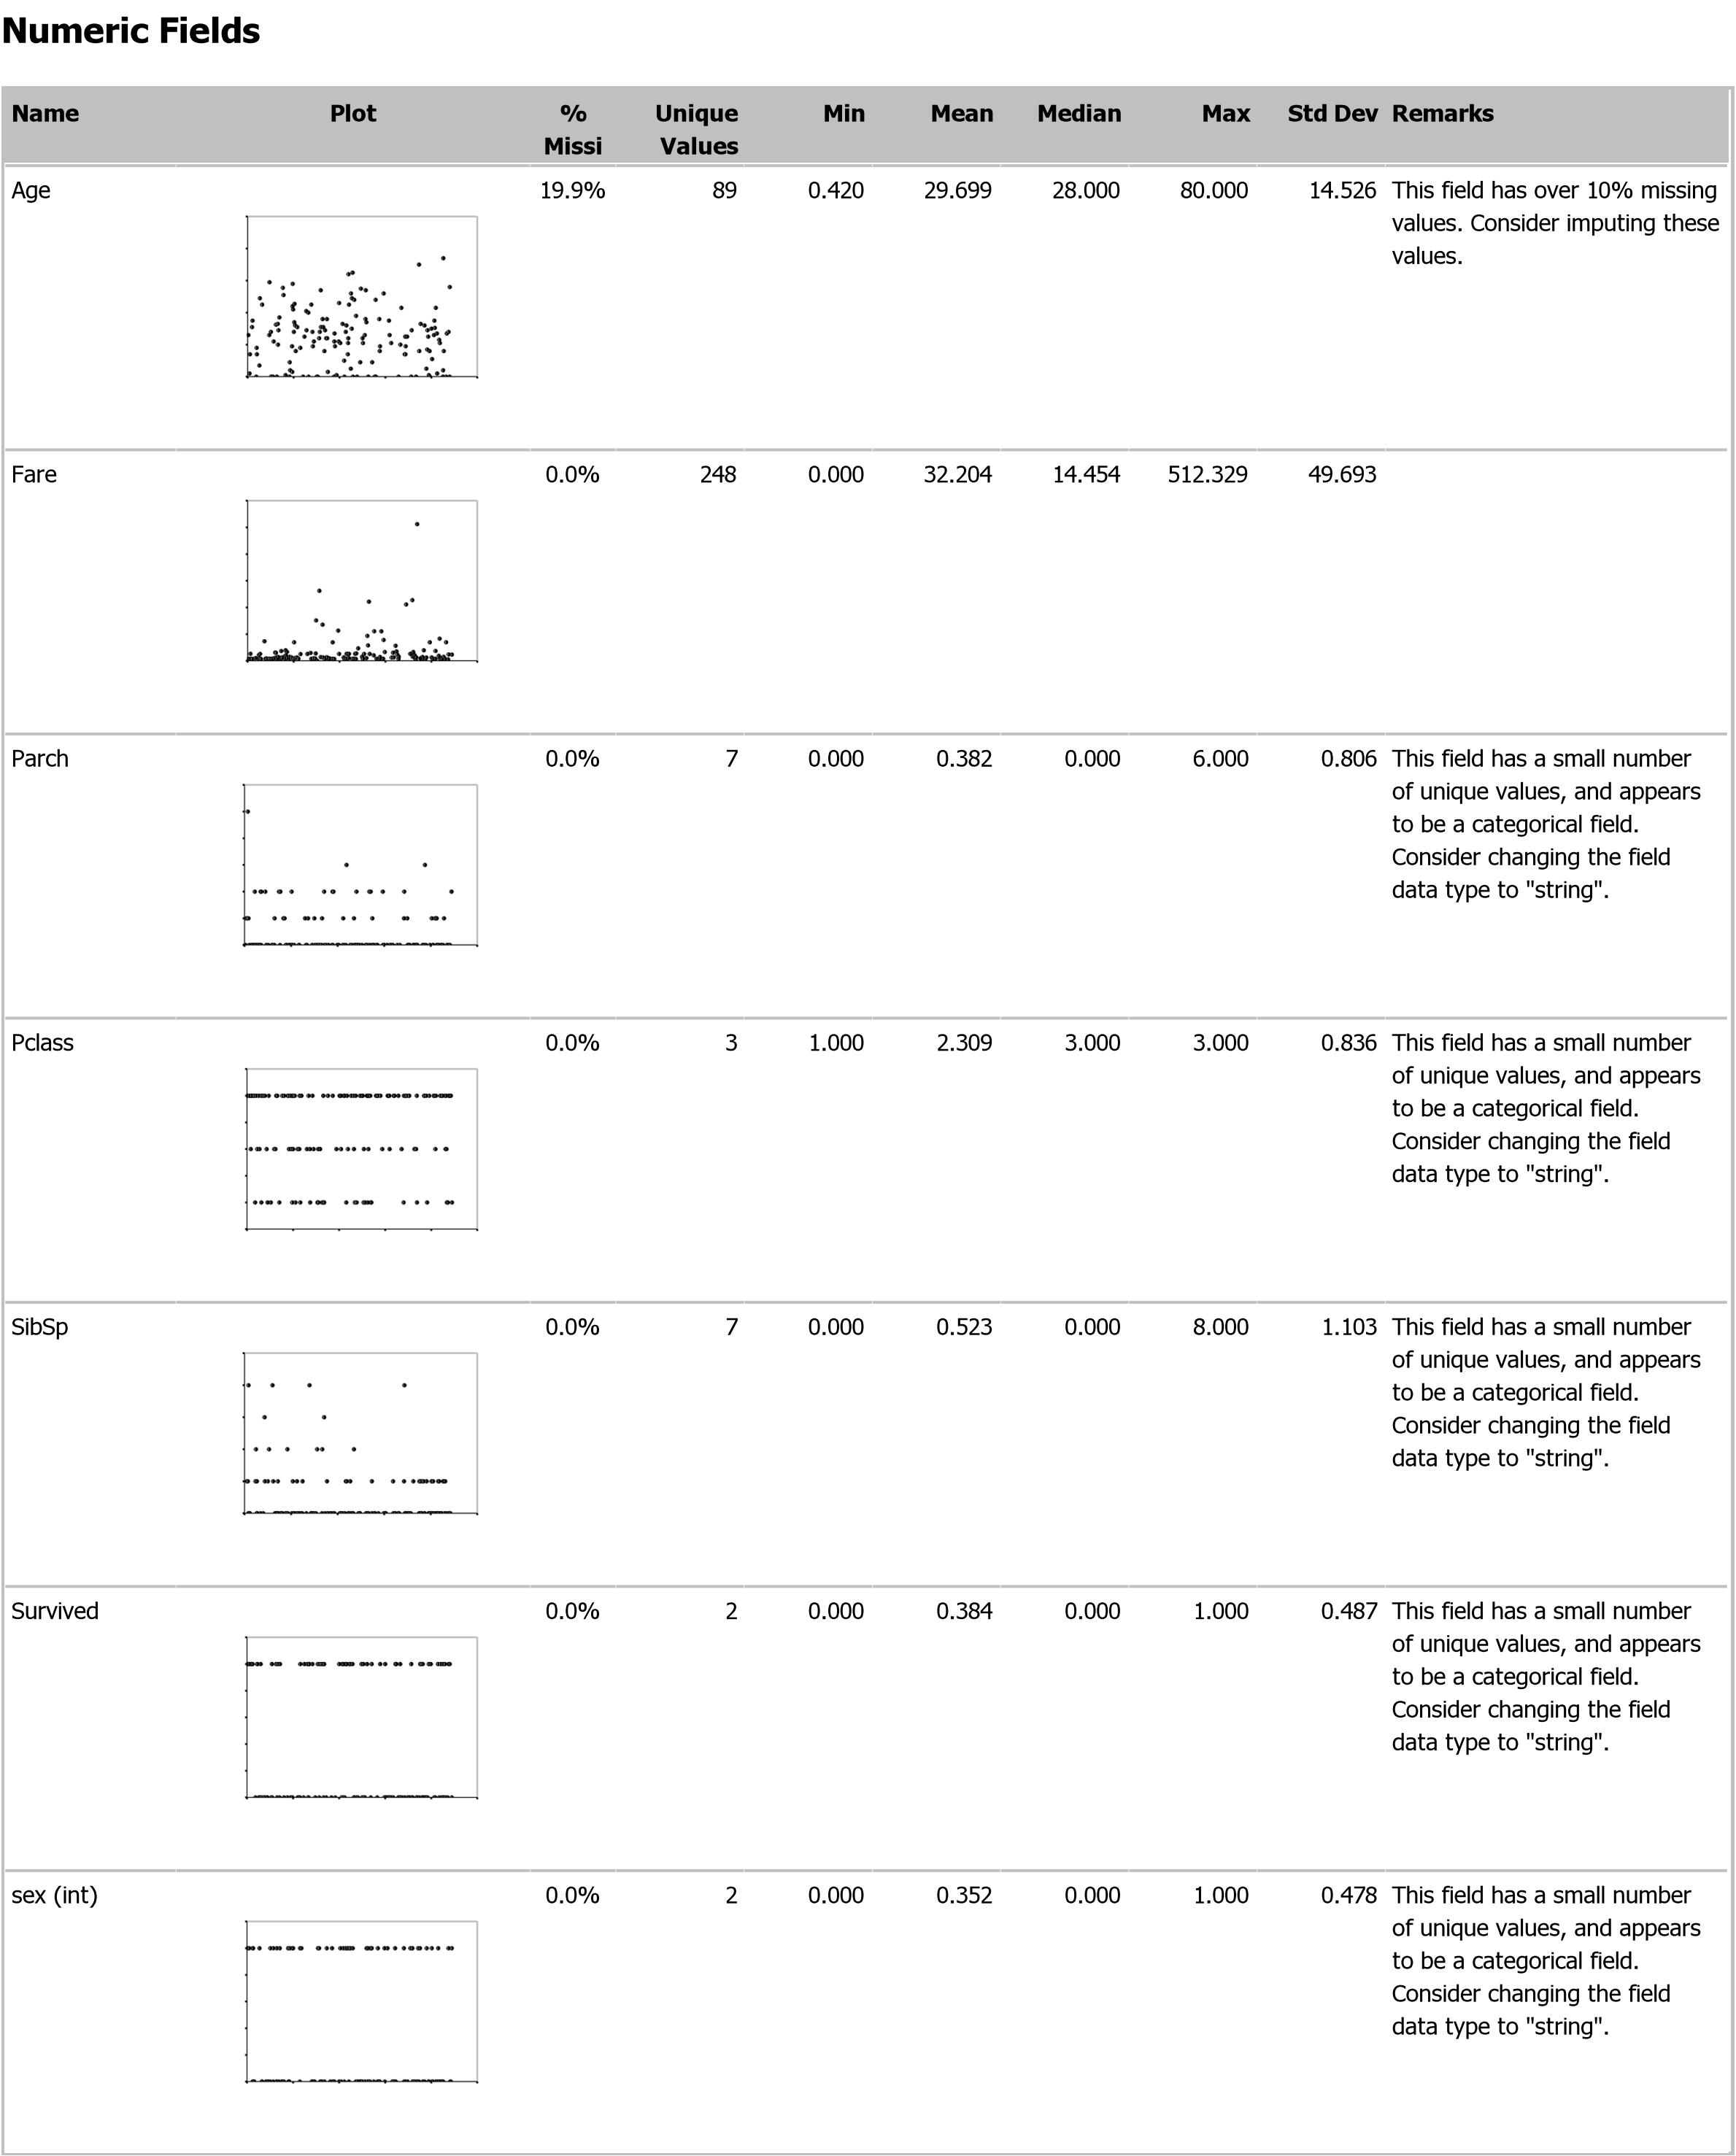 Numeric Fields
Name Plot % Missi Unique Values Min Mean Median Max Std Dev Remarks
Age 19.9% 89 0.420 29.699 28.000 80.000 14.526 This field has over 10% missing
values. Consider imputing these
values.
Fare 0.0% 248 0.000 32.204 14.454 512.329 49.693
Parch 0.0% 7 0.000 0.382 0.000 6.000 0.806 This field has a small number
of unique values, and appears
to be a categorical field.
Consider changing the field
data type to "string".
Pclass 0.0% 3 1.000 2.309 3.000 3.000 0.836 This field has a small number
of unique values, and appears
to be a categorical field.
Consider changing the field
data type to "string".
SibSp 0.0% 7 0.000 0.523 0.000 8.000 1.103 This field has a small number
of unique values, and appears
to be a categorical field.
Consider changing the field
data type to "string".
Survived 0.0% 2 0.000 0.384 0.000 1.000 0.487 This field has a small number
of unique values, and appears
to be a categorical field.
Consider changing the field
data type to "string".
sex (int) 0.0% 2 0.000 0.352 0.000 1.000 0.478 This field has a small number
of unique values, and appears
to be a categorical field.
Consider changing the field
data type to "string".